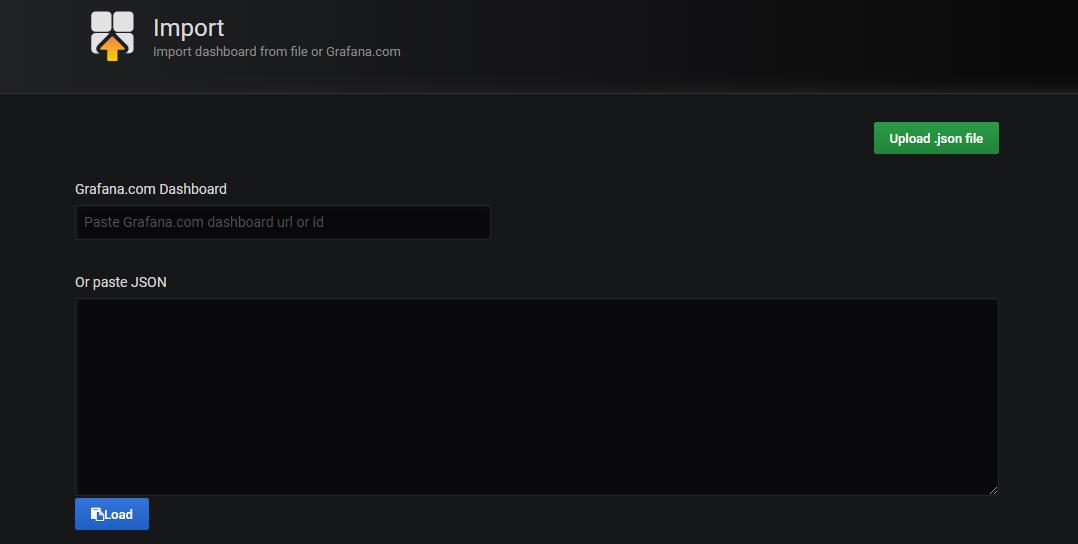 Import
Import dashboard from file or Grafana.com
Upload .json file
Grafana.com Dashboard
Paste Grafana.com dashboard url or id
Or paste JSON
Load